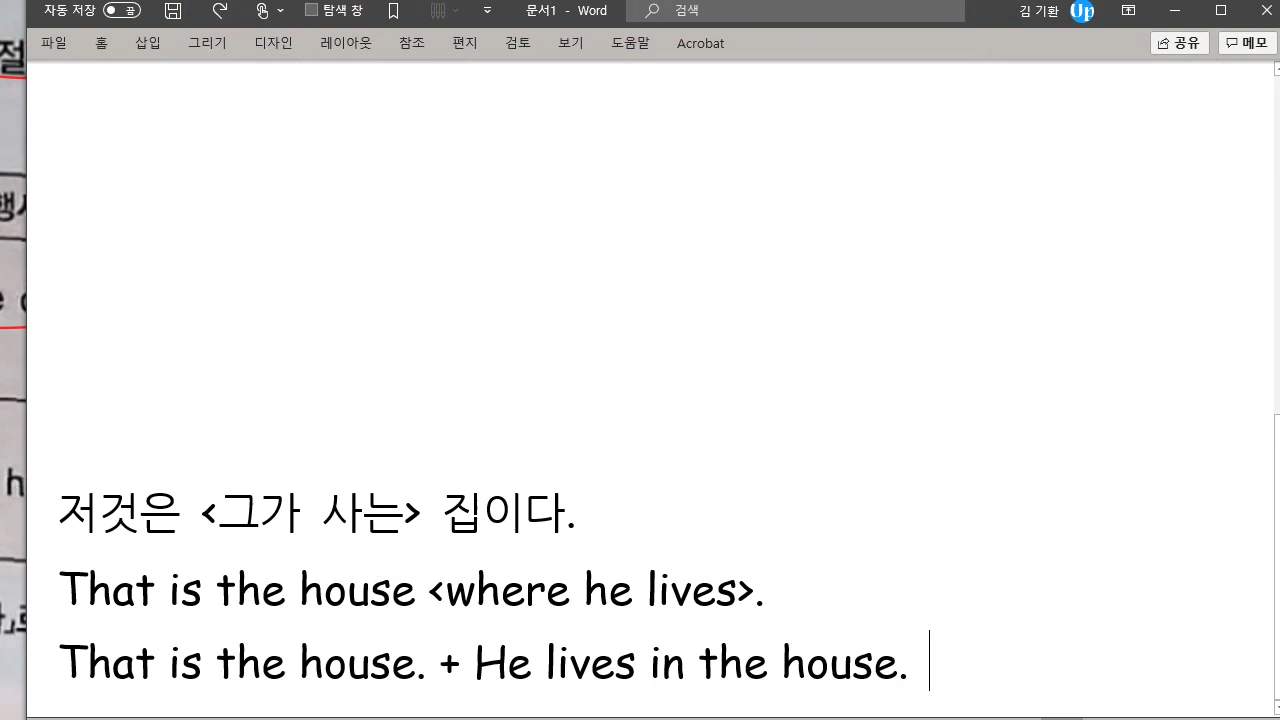 자동 저장 끔 탐색 창 문서1 - Word 검색 김 기환 Up
파일 홈 삽입 그리기 디자인 레이아웃 참조 편지 검토 보기 도움말 Acrobat 공유 메모
절
저것은 <그가 사는> 집이다.
That is the house <where he lives>.
That is the house. + He lives in the house.